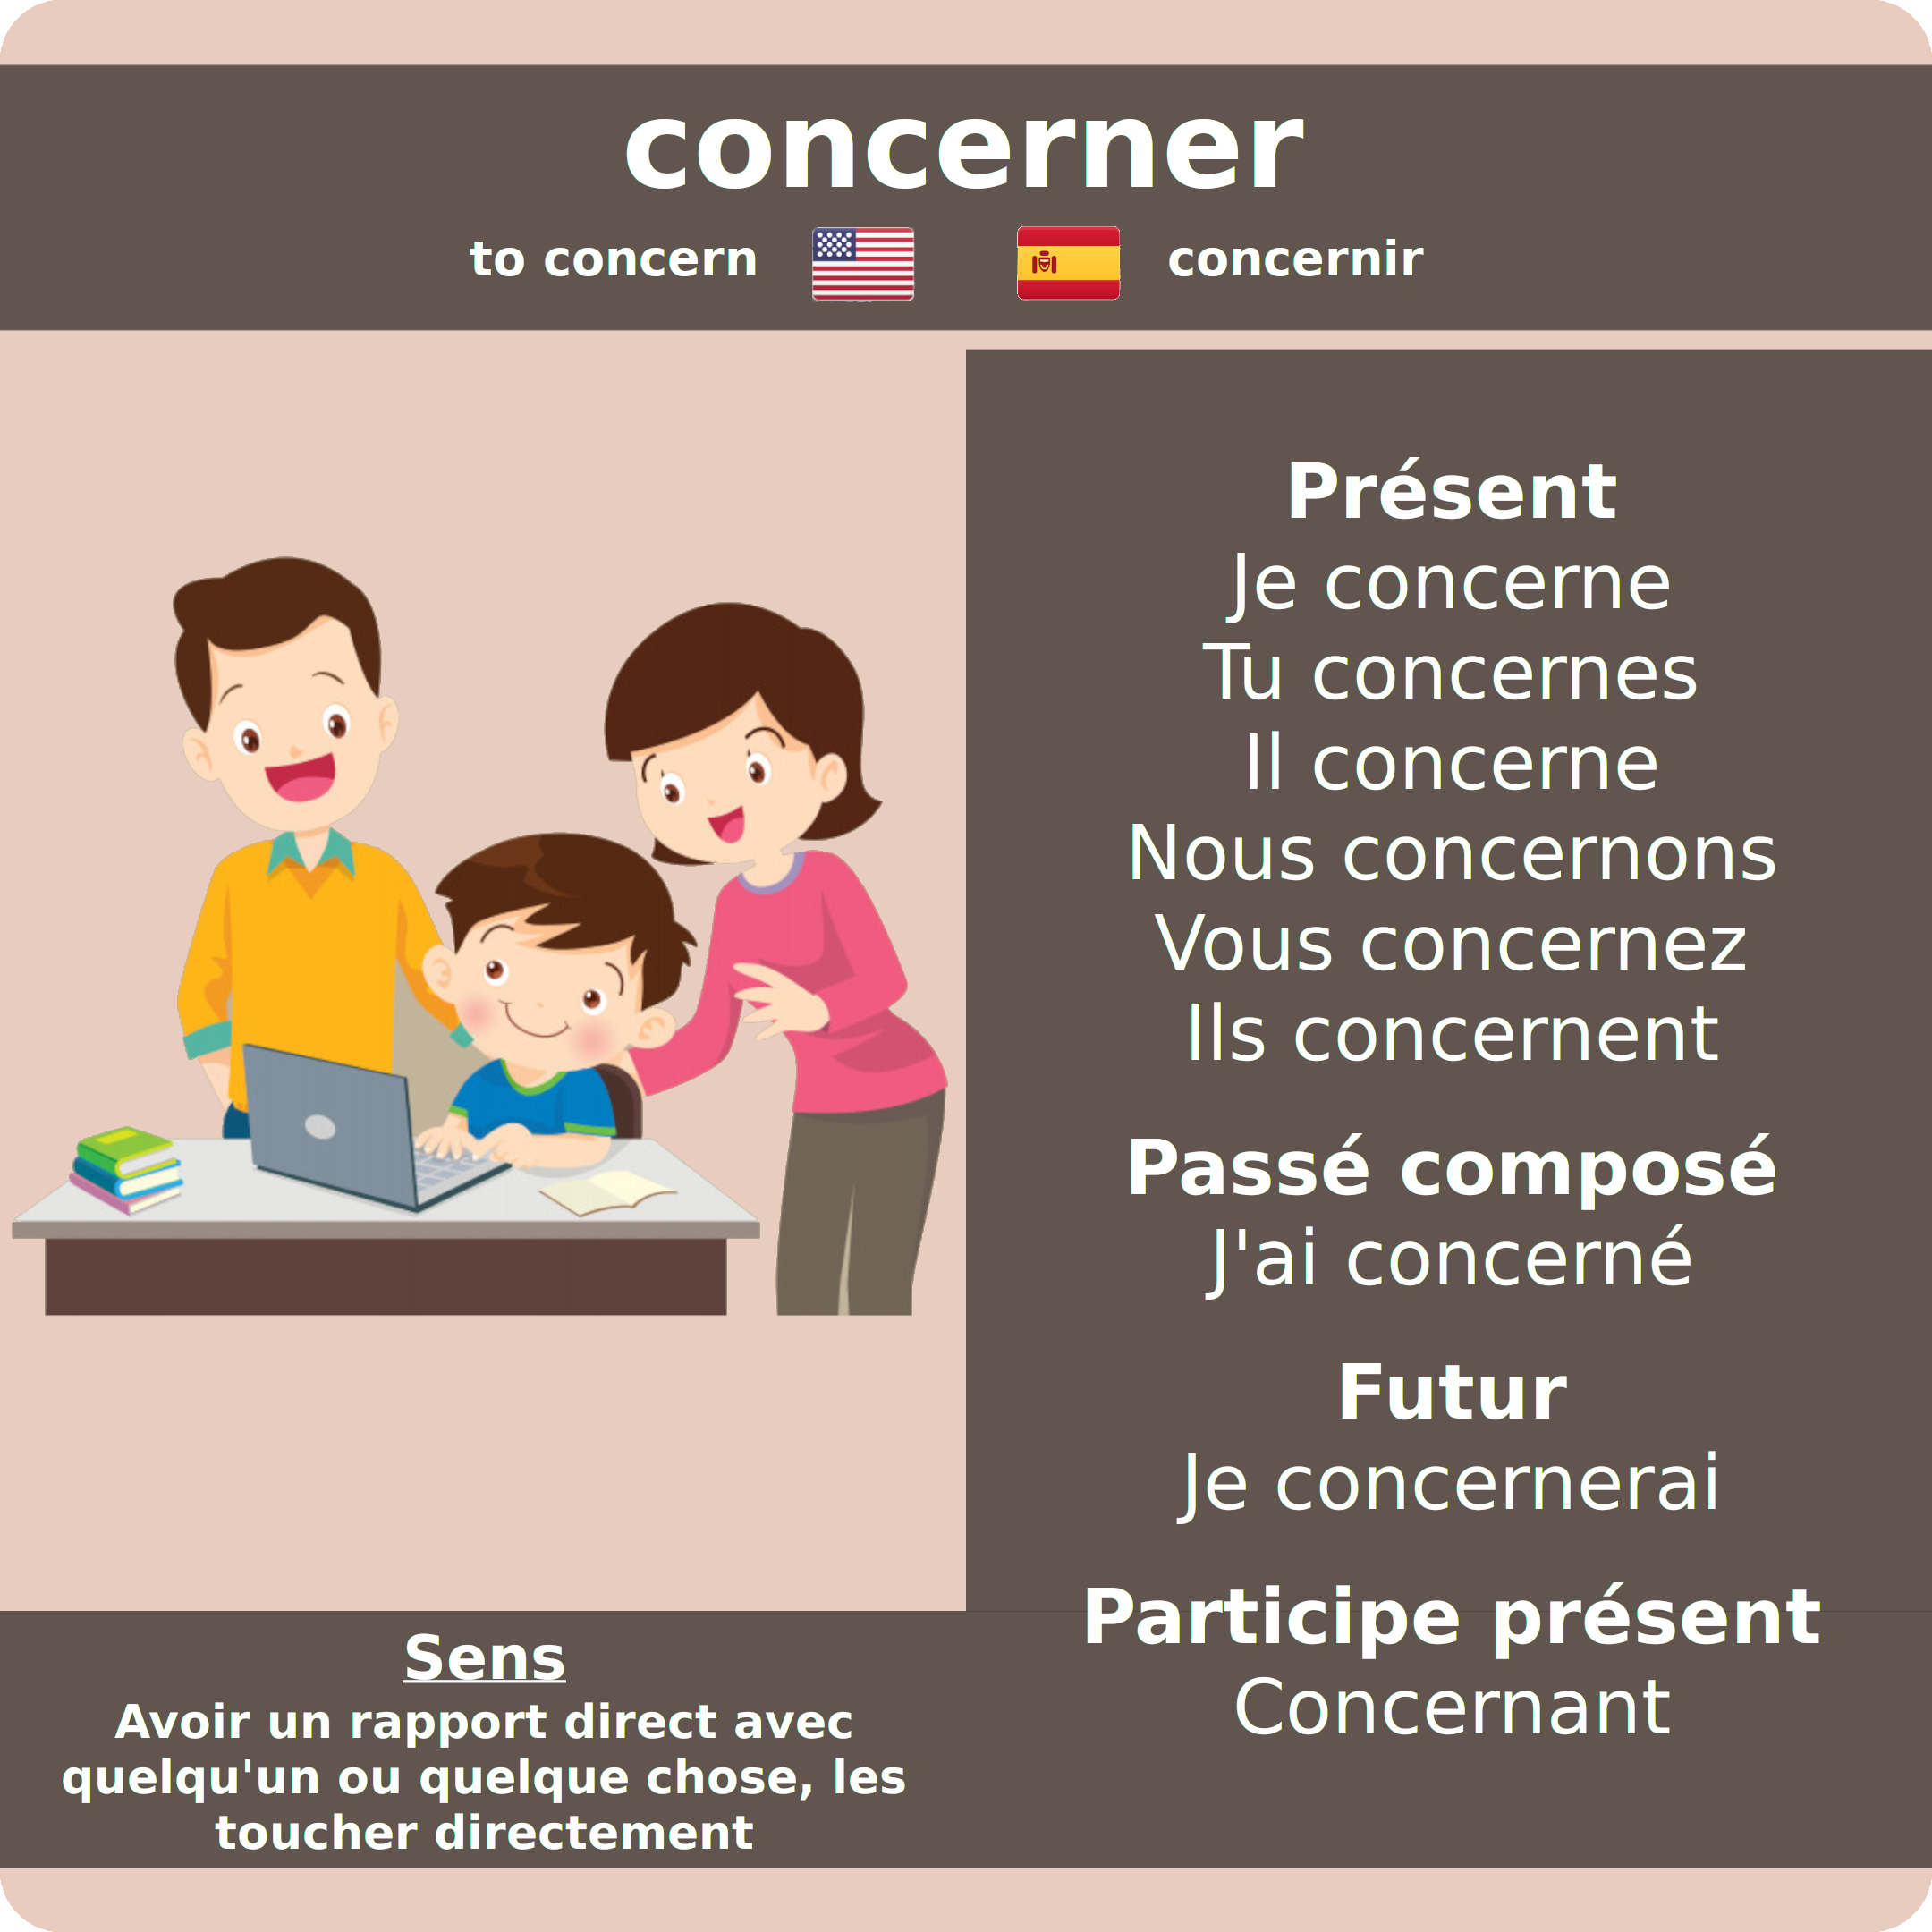 concerner
to concern
concernir
Présent
Je concerne
Tu concernes
Il concerne
Nous concernons
Vous concernez
Ils concernent
Passé composé
J'ai concerné
Futur
Je concernerai
Participe présent
Concernant
Sens
Avoir un rapport direct avec
quelqu'un ou quelque chose, les
toucher directement